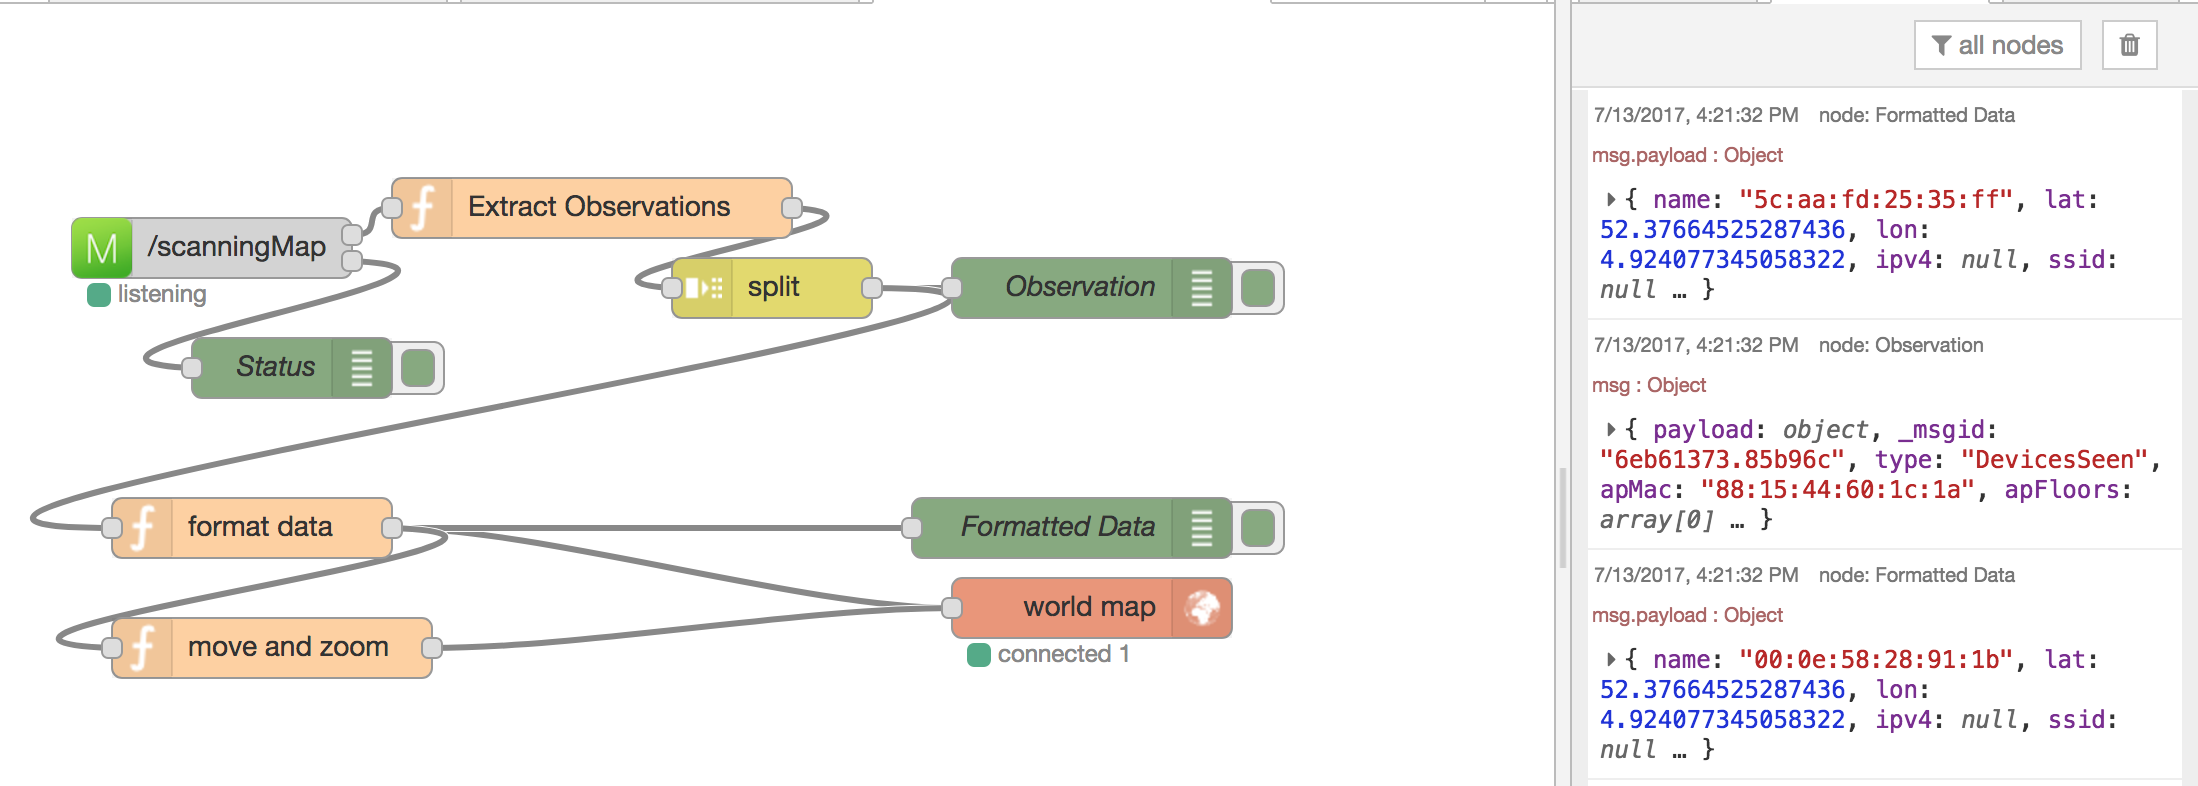 Extract Observations
M /scanningMap
listening
split
Observation
Status
format data
Formatted Data
world map
connected 1
move and zoom
all nodes
7/13/2017, 4:21:32 PM node: Formatted Data
msg.payload : Object
{ name: "5c:aa:fd:25:35:ff", lat:
52.37664525287436, lon:
4.924077345058322, ipv4: null, ssid:
null … }
7/13/2017, 4:21:32 PM node: Observation
msg : Object
{ payload: object, _msgid:
"6eb61373.85b96c", type: "DevicesSeen",
apMac: "88:15:44:60:1c:1a", apFloors:
array[0] … }
7/13/2017, 4:21:32 PM node: Formatted Data
msg.payload : Object
{ name: "00:0e:58:28:91:1b", lat:
52.37664525287436, lon:
4.924077345058322, ipv4: null, ssid:
null … }